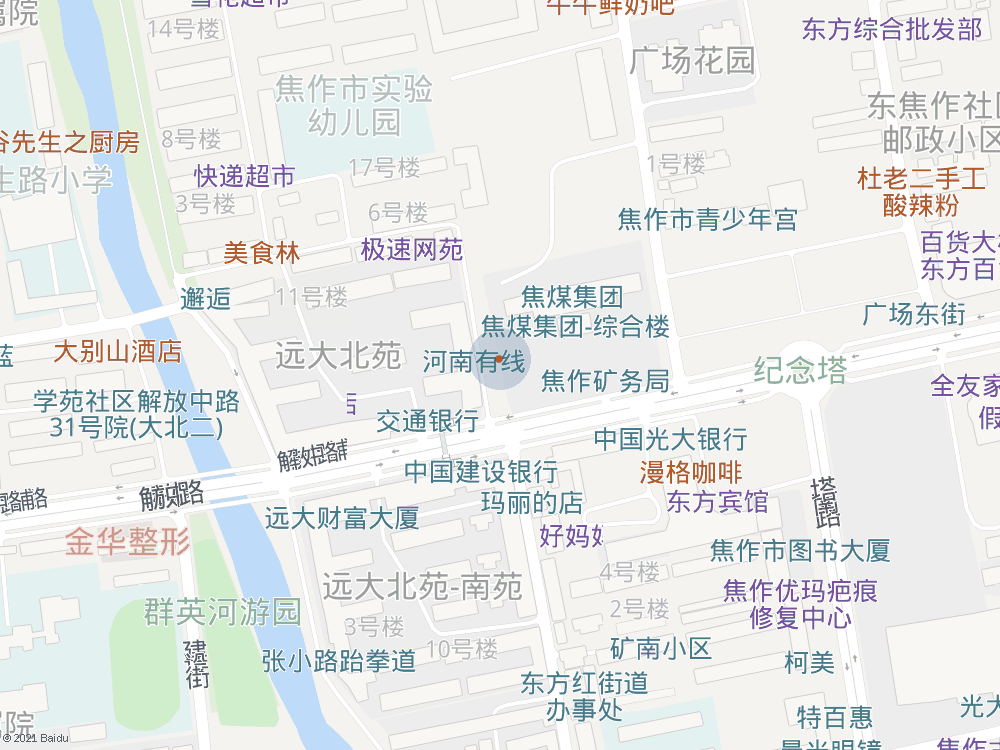 牛牛鲜奶吧
14号楼
东方综合批发部
广场花园
焦作市实验
幼儿园
东焦作社区
邮政小区
8号楼
谷先生之厨房
17号楼
1号楼
快递超市
生路小学
杜老二手工
酸辣粉
3号楼
6号楼
焦作市青少年宫
美食林
极速网苑
百货大
东方百
邂逅
11号楼
焦煤集团
焦煤集团-综合楼
广场东街
蓝
大别山酒店
远大北苑
河南有线
焦作矿务局
纪念塔
全友家
假
学苑社区解放中路
31号院(大北二)
交通银行
中国光大银行
中国建设银行
漫格咖啡
玛丽的店
东方宾馆
远大财富大厦
塔南路
金华整形
好妈妈
焦作市图书大厦
4号楼
远大北苑-南苑
焦作优玛疤痕
修复中心
2号楼
群英河游园
3号楼
10号楼
矿南小区
张小路跆拳道
柯美
东方红街道
办事处
特百惠
光大
晨光眼镜
焦作
© 2021 Baidu